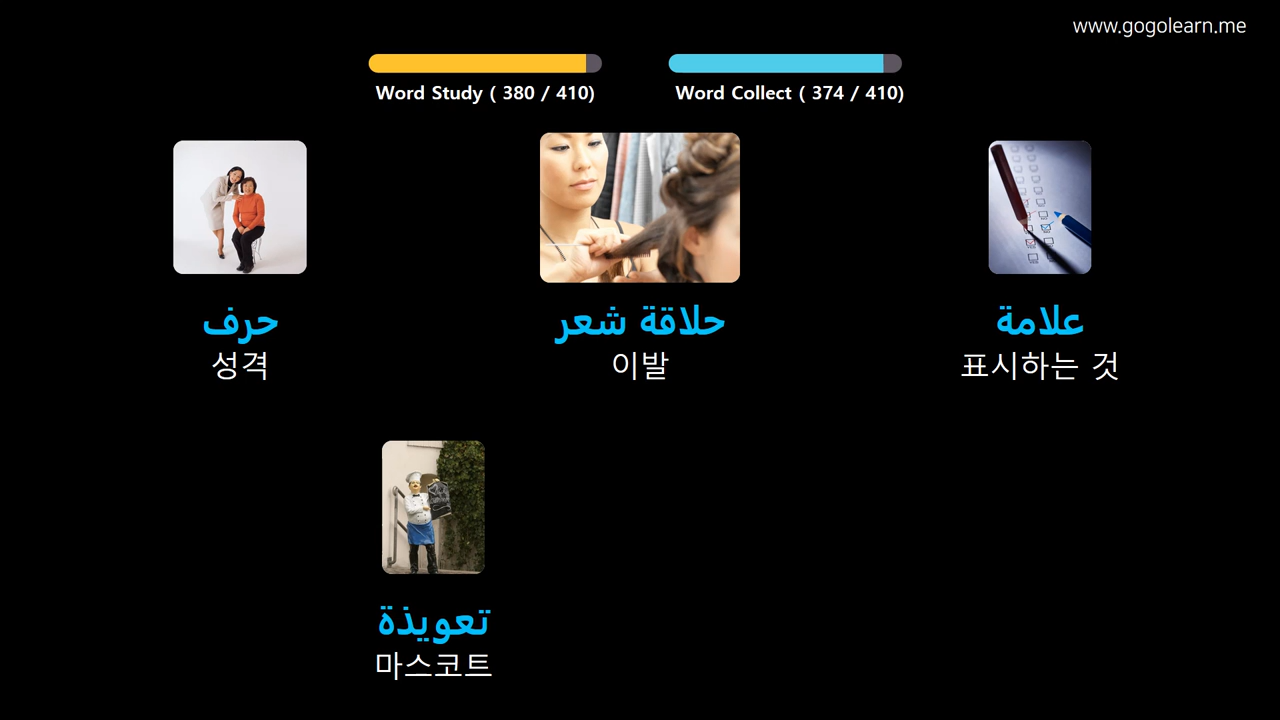 www.gogolearn.me
Word Study ( 380 / 410)
Word Collect ( 374 / 410)
حرف
성격
حلاقة شعر
이발
علامة
표시하는 것
تعويذة
마스코트